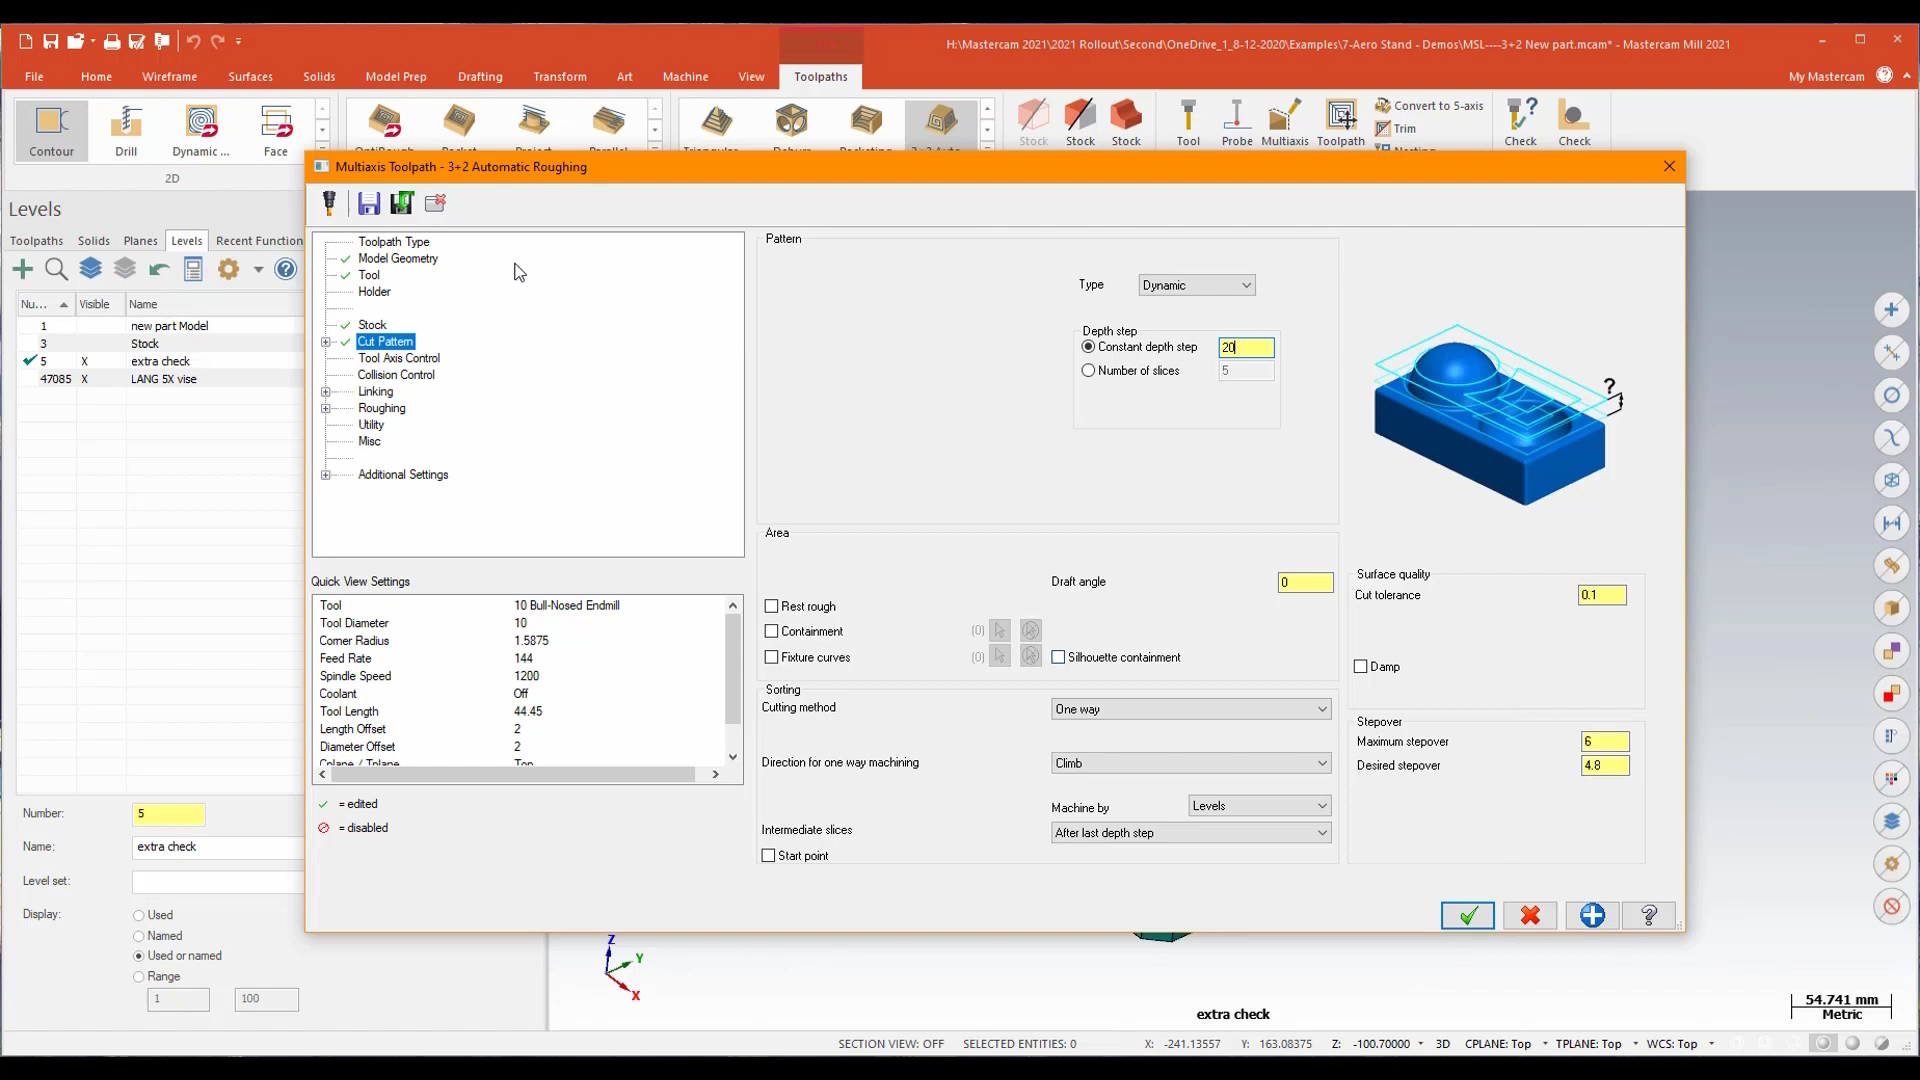 H:\Mastercam 2021\2021 Rollout\Second\OneDrive_1_8-12-2020\Examples\7-Aero Stand - Demos\MSL----3+2 New part.mcam* - Mastercam Mill 2021
File Home Wireframe Surfaces Solids Model Prep Drafting Transform Art Machine View Toolpaths My Mastercam
Convert to 5-axis
Trim
Contour Drill Dynamic ... Face Stock Stock Stock Tool Probe Multiaxis Toolpath Check Check
2D
Multiaxis Toolpath - 3+2 Automatic Roughing
Levels
Toolpaths Solids Planes Levels Recent Function
Nu... Visible Name
1 new part Model
3 Stock
5 X extra check
47085 X LANG 5X vise
Number: 5
Name: extra check
Level set:
Display: Used
Named
Used or named
Range
1 100
Toolpath Type
Model Geometry
Tool
Holder
Stock
Cut Pattern
Tool Axis Control
Collision Control
Linking
Roughing
Utility
Misc
Additional Settings
Quick View Settings
Tool 10 Bull-Nosed Endmill
Tool Diameter 10
Corner Radius 1.5875
Feed Rate 144
Spindle Speed 1200
Coolant Off
Tool Length 44.45
Length Offset 2
Diameter Offset 2
Cplane / Tplane Top
= edited
= disabled
Pattern
Type Dynamic
Depth step
Constant depth step 20
Number of slices 5
?
Area
Draft angle 0
Rest rough
Containment (0)
Fixture curves (0) Silhouette containment
Sorting
Cutting method One way
Direction for one way machining Climb
Machine by Levels
Intermediate slices After last depth step
Start point
Surface quality
Cut tolerance 0.1
Damp
Stepover
Maximum stepover 6
Desired stepover 4.8
Z
Y
X
extra check
54.741 mm
Metric
SECTION VIEW: OFF SELECTED ENTITIES: 0 X: -241.13557 Y: 163.08375 Z: -100.70000 3D CPLANE: Top TPLANE: Top WCS: Top